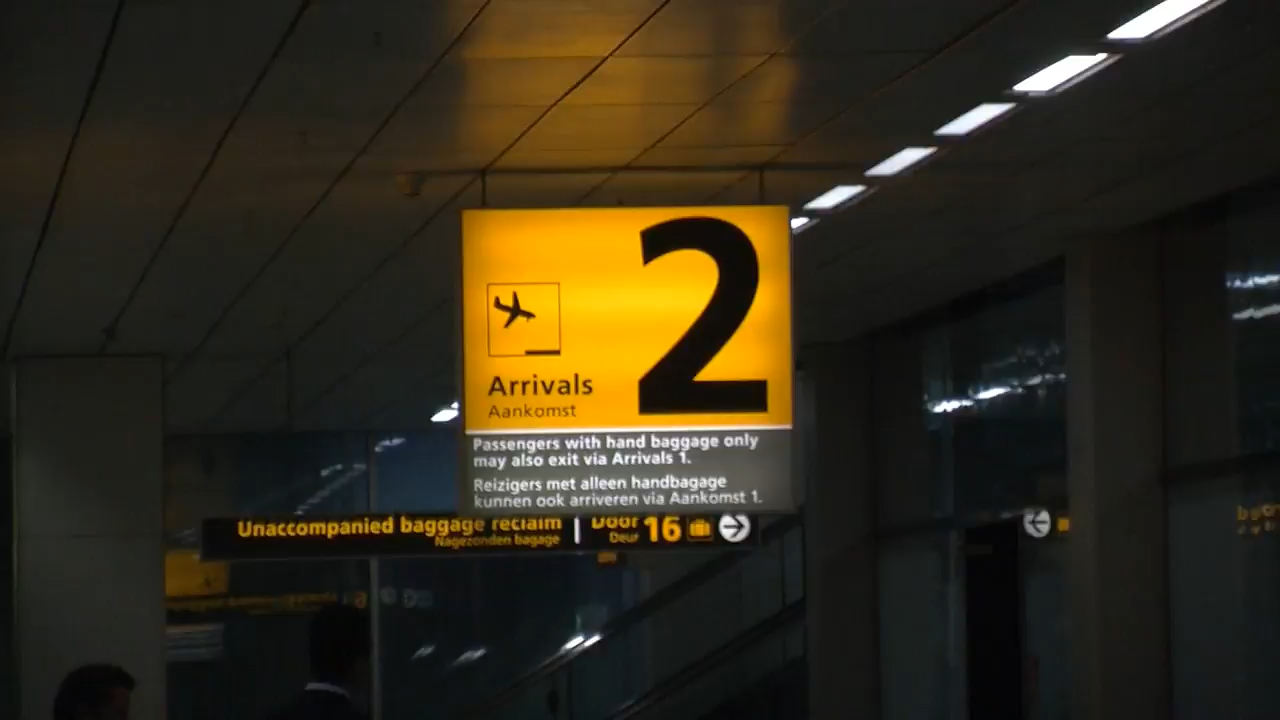 2
Arrivals
Aankomst
Passengers with hand baggage only
may also exit via Arrivals 1.
Reizigers met alleen handbagage
kunnen ook arriveren via Aankomst 1.
Unaccompanied baggage reclaim
Nagezonden bagage
Door 16
Deur